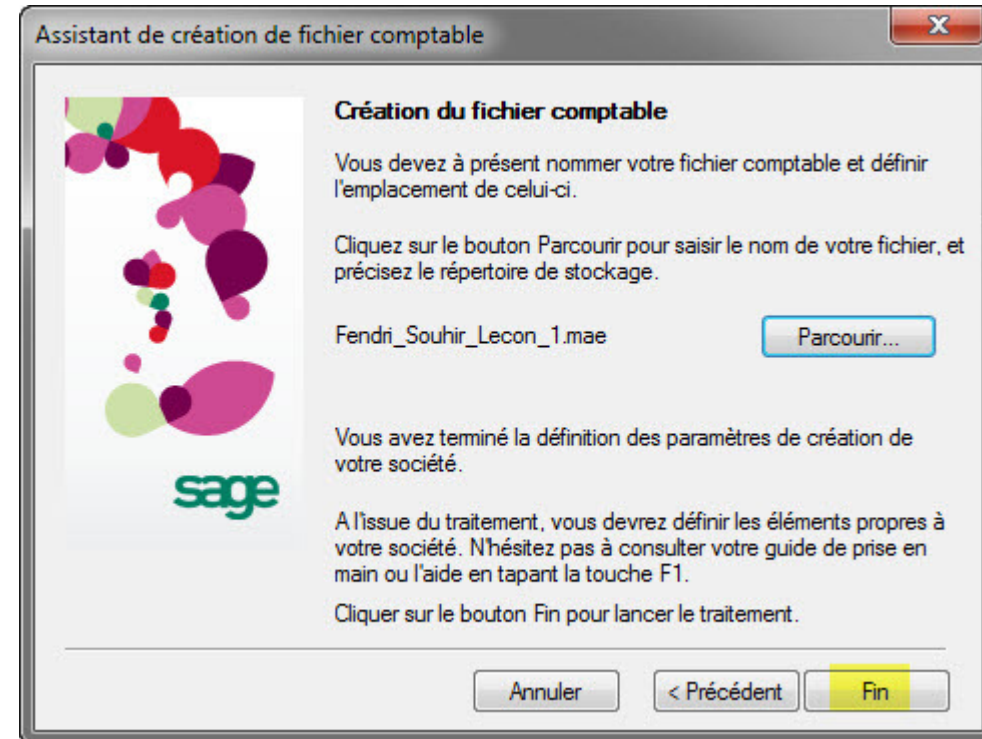 Assistant de création de fichier comptable
Création du fichier comptable
Vous devez à présent nommer votre fichier comptable et définir
l'emplacement de celui-ci.
Cliquez sur le bouton Parcourir pour saisir le nom de votre fichier, et
précisez le répertoire de stockage.
Fendri_Souhir_Lecon_1.mae
Parcourir...
Vous avez terminé la définition des paramètres de création de
votre société.
sage
A l'issue du traitement, vous devrez définir les éléments propres à
votre société. N'hésitez pas à consulter votre guide de prise en
main ou l'aide en tapant la touche F1.
Cliquer sur le bouton Fin pour lancer le traitement.
Annuler
< Précédent
Fin